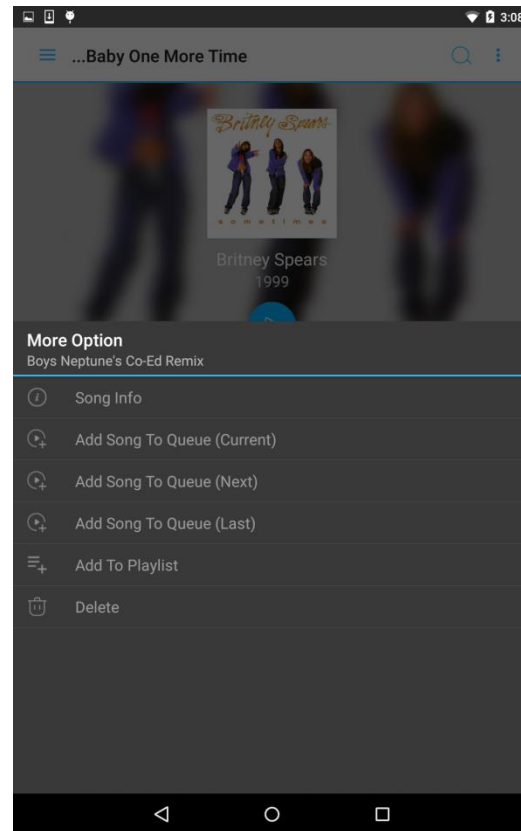 3:08
...Baby One More Time
Britney Spears
sometimes
Britney Spears
1999
More Option
Boys Neptune's Co-Ed Remix
Song Info
Add Song To Queue (Current)
Add Song To Queue (Next)
Add Song To Queue (Last)
Add To Playlist
Delete